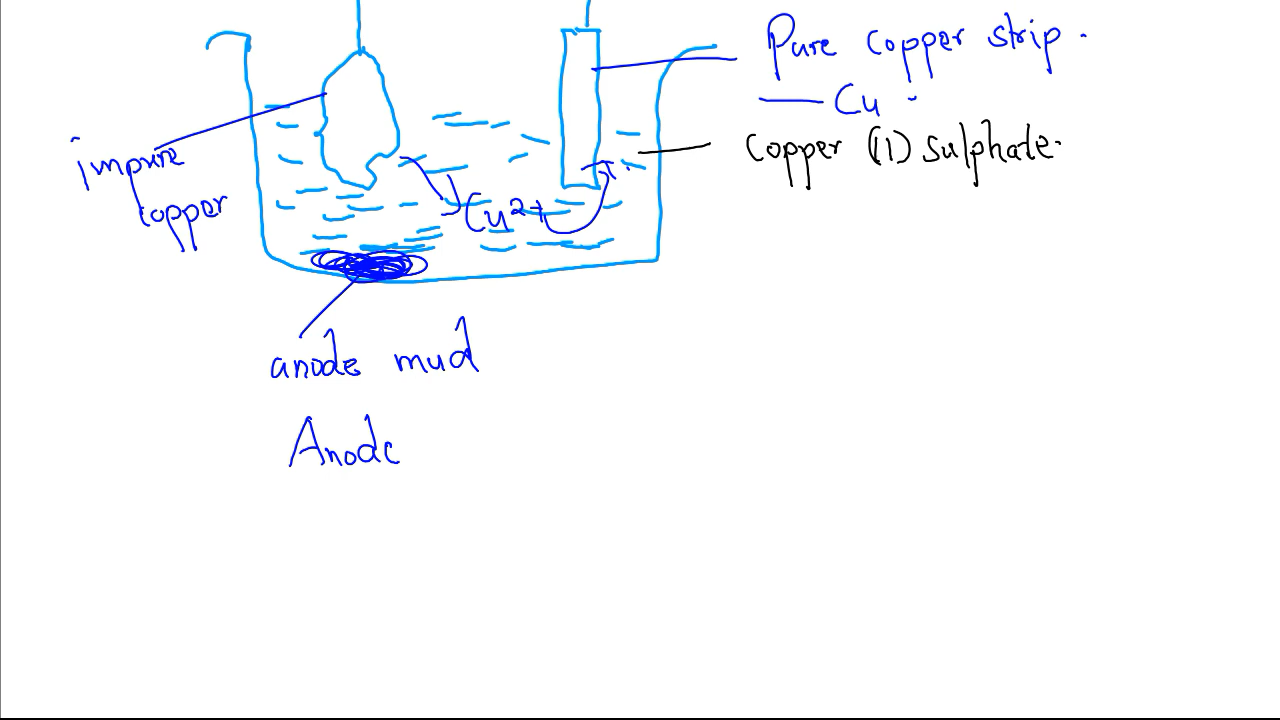 Pure copper strip.
— Cu
Copper (II) sulphate.
impure
copper
Cu2+
anode mud
Anode